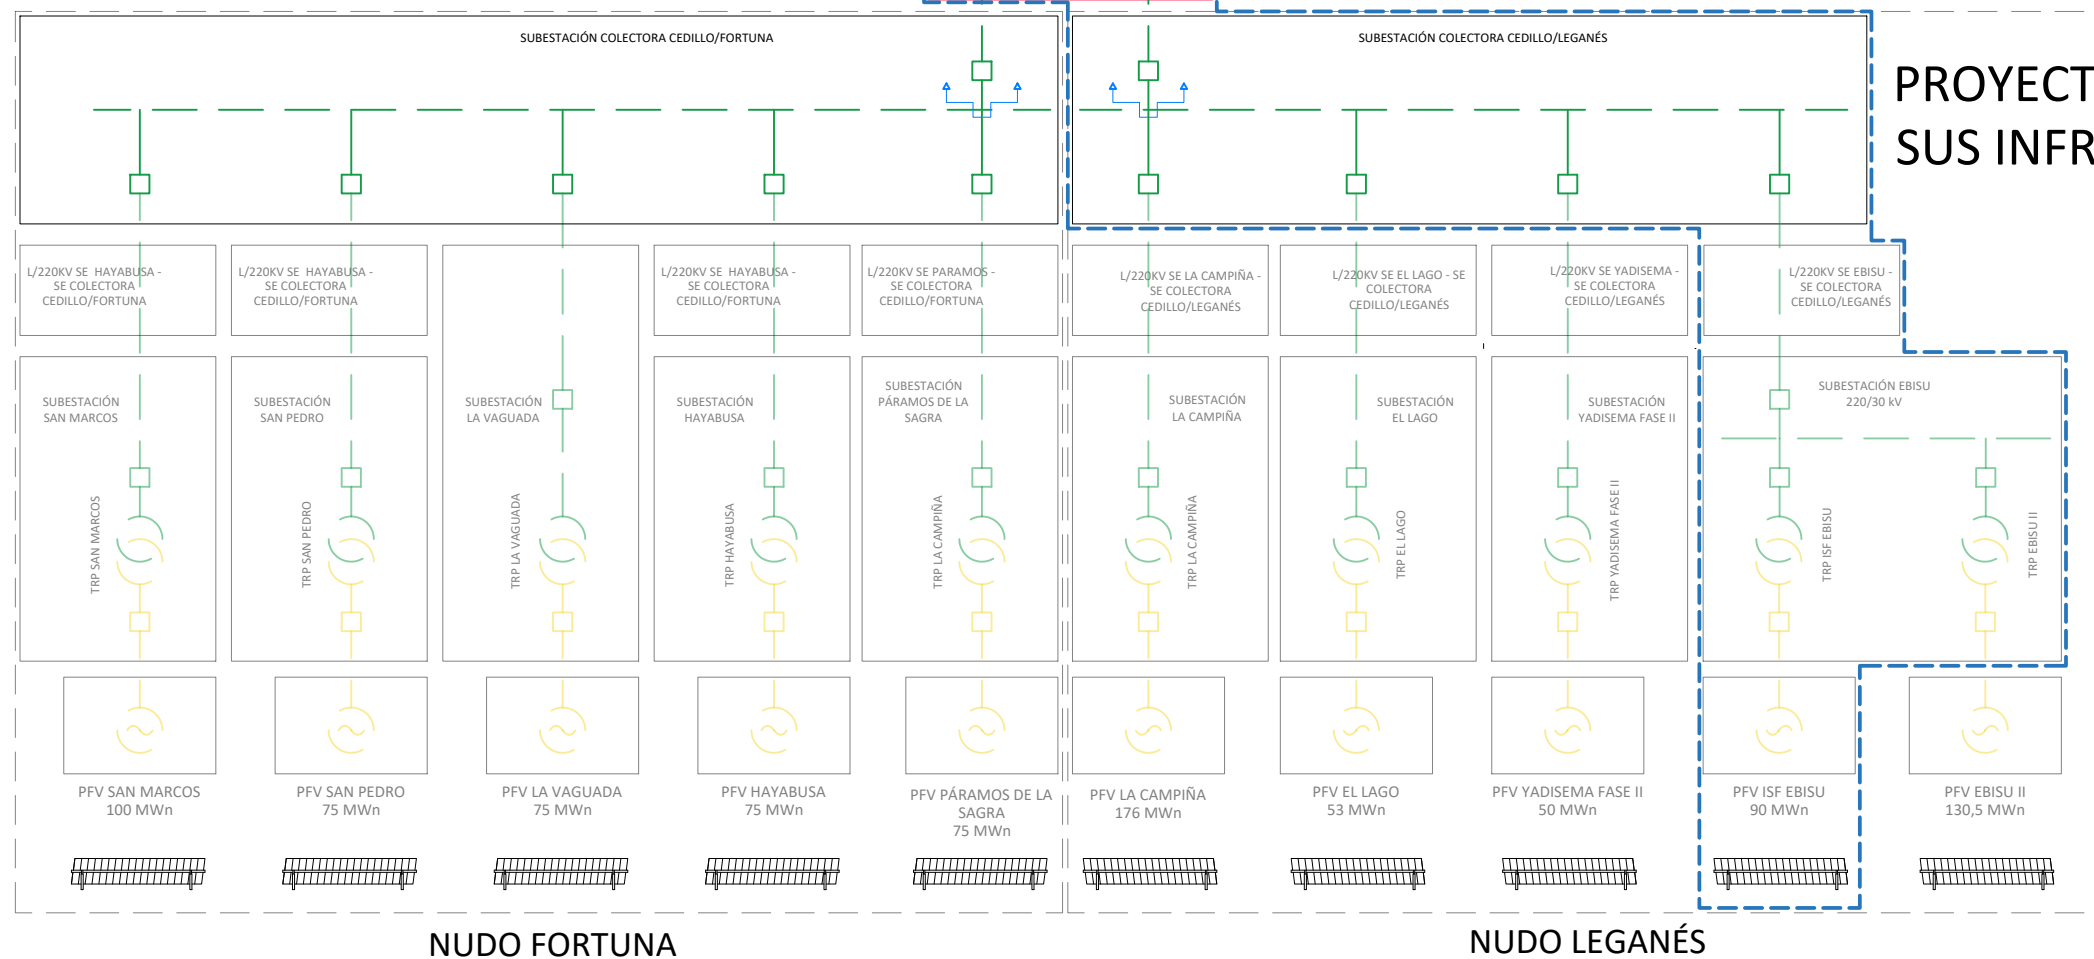 SUBESTACIÓN COLECTORA CEDILLO/FORTUNA
SUBESTACIÓN COLECTORA CEDILLO/LEGANÉS
PROYECT
SUS INFR
L/220KV SE HAYABUSA -
SE COLECTORA
CEDILLO/FORTUNA
L/220KV SE HAYABUSA -
SE COLECTORA
CEDILLO/FORTUNA
L/220KV SE HAYABUSA -
SE COLECTORA
CEDILLO/FORTUNA
L/220KV SE PARAMOS -
SE COLECTORA
CEDILLO/FORTUNA
L/220KV SE LA CAMPIÑA -
SE COLECTORA
CEDILLO/LEGANÉS
L/220KV SE EL LAGO - SE
COLECTORA
CEDILLO/LEGANÉS
L/220KV SE YADISEMA -
SE COLECTORA
CEDILLO/LEGANÉS
L/220KV SE EBISU -
SE COLECTORA
CEDILLO/LEGANÉS
SUBESTACIÓN
SAN MARCOS
SUBESTACIÓN
SAN PEDRO
SUBESTACIÓN
LA VAGUADA
SUBESTACIÓN
HAYABUSA
SUBESTACIÓN
PÁRAMOS DE LA
SAGRA
SUBESTACIÓN
LA CAMPIÑA
SUBESTACIÓN
EL LAGO
SUBESTACIÓN
YADISEMA FASE II
SUBESTACIÓN EBISU
220/30 kV
TRP SAN MARCOS
TRP SAN PEDRO
TRP LA VAGUADA
TRP HAYABUSA
TRP LA CAMPIÑA
TRP LA CAMPIÑA
TRP EL LAGO
TRP YADISEMA FASE II
TRP ISF EBISU
TRP EBISU II
PFV SAN MARCOS
100 MWn
PFV SAN PEDRO
75 MWn
PFV LA VAGUADA
75 MWn
PFV HAYABUSA
75 MWn
PFV PÁRAMOS DE LA
SAGRA
75 MWn
PFV LA CAMPIÑA
176 MWn
PFV EL LAGO
53 MWn
PFV YADISEMA FASE II
50 MWn
PFV ISF EBISU
90 MWn
PFV EBISU II
130,5 MWn
NUDO FORTUNA
NUDO LEGANÉS